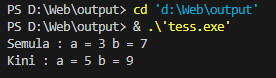 PS D:\Web\output> cd 'd:\Web\output'
PS D:\Web\output> & .\'tess.exe'
Semula : a = 3 b = 7
Kini : a = 5 b = 9